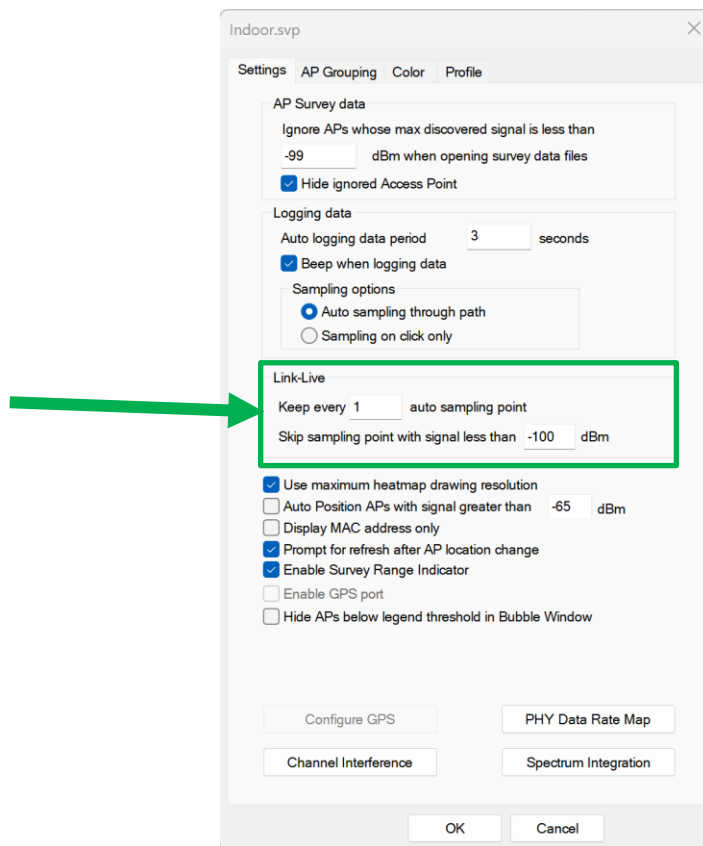 Indoor.svp
Settings AP Grouping Color Profile
AP Survey data
Ignore APs whose max discovered signal is less than
-99 dBm when opening survey data files
Hide ignored Access Point
Logging data
Auto logging data period 3 seconds
Beep when logging data
Sampling options
Auto sampling through path
Sampling on click only
Link-Live
Keep every 1 auto sampling point
Skip sampling point with signal less than -100 dBm
Use maximum heatmap drawing resolution
Auto Position APs with signal greater than -65 dBm
Display MAC address only
Prompt for refresh after AP location change
Enable Survey Range Indicator
Enable GPS port
Hide APs below legend threshold in Bubble Window
Configure GPS PHY Data Rate Map
Channel Interference Spectrum Integration
OK Cancel